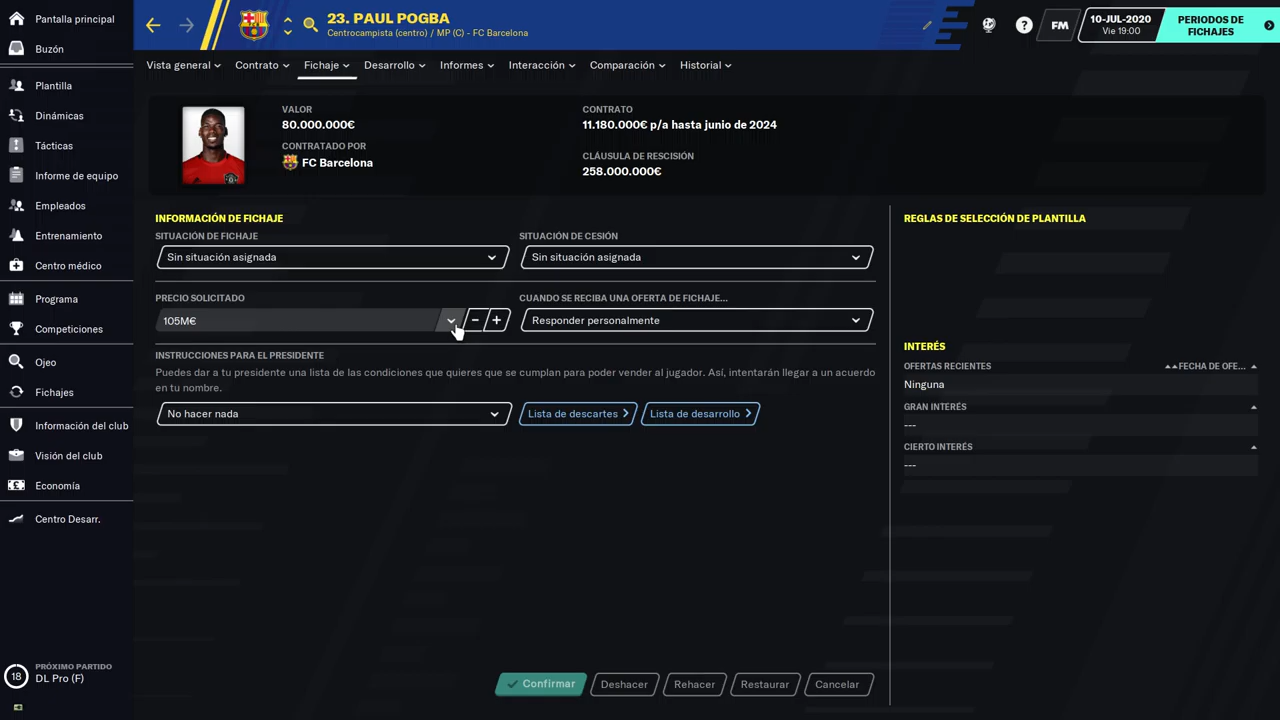 Pantalla principal
Buzón
Plantilla
Dinámicas
Tácticas
Informe de equipo
Empleados
Entrenamiento
Centro médico
Programa
Competiciones
Ojeo
Fichajes
Información del club
Visión del club
Economía
Centro Desarr.
18
PRÓXIMO PARTIDO
DL Pro (F)
23. PAUL POGBA
Centrocampista (centro) / MP (C) - FC Barcelona
?
FM
10-JUL-2020
Vie 19:00
PERIODOS DE
FICHAJES
Vista general
Contrato
Fichaje
Desarrollo
Informes
Interacción
Comparación
Historial
VALOR
80.000.000€
CONTRATADO POR
FC Barcelona
CONTRATO
11.180.000€ p/a hasta junio de 2024
CLÁUSULA DE RESCISIÓN
258.000.000€
INFORMACIÓN DE FICHAJE
SITUACIÓN DE FICHAJE
Sin situación asignada
SITUACIÓN DE CESIÓN
Sin situación asignada
PRECIO SOLICITADO
105M€
- +
CUANDO SE RECIBA UNA OFERTA DE FICHAJE...
Responder personalmente
INSTRUCCIONES PARA EL PRESIDENTE
Puedes dar a tu presidente una lista de las condiciones que quieres que se cumplan para poder vender al jugador. Así, intentarán llegar a un acuerdo
en tu nombre.
No hacer nada
Lista de descartes
Lista de desarrollo
REGLAS DE SELECCIÓN DE PLANTILLA
INTERÉS
OFERTAS RECIENTES
FECHA DE OFE...
Ninguna
GRAN INTERÉS
---
CIERTO INTERÉS
---
Confirmar
Deshacer
Rehacer
Restaurar
Cancelar